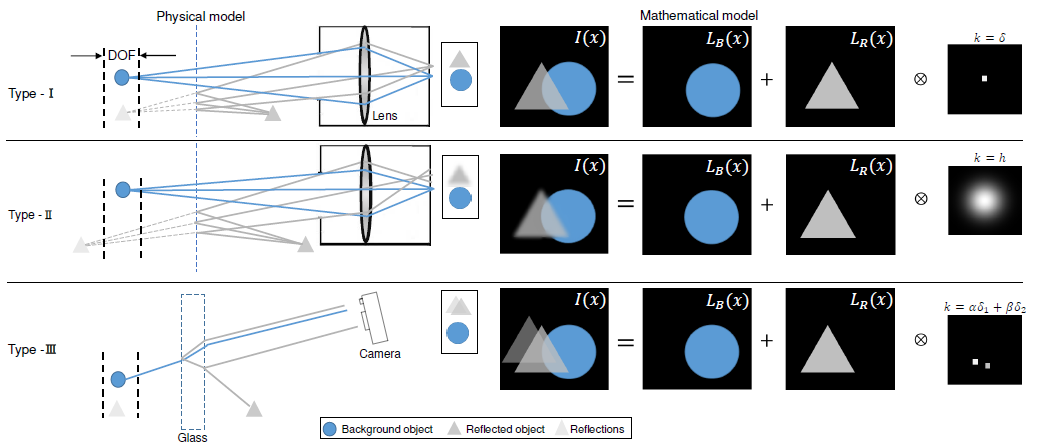 Physical model
Mathematical model
DOF
Type - Ⅰ
Lens
I(x)
=
L_B(x)
+
L_R(x)
⊗
k = δ
Type - Ⅱ
I(x)
=
L_B(x)
+
L_R(x)
⊗
k = h
Type -Ⅲ
Camera
Glass
I(x)
=
L_B(x)
+
L_R(x)
⊗
k = αδ₁ + βδ₂
Background object Reflected object Reflections